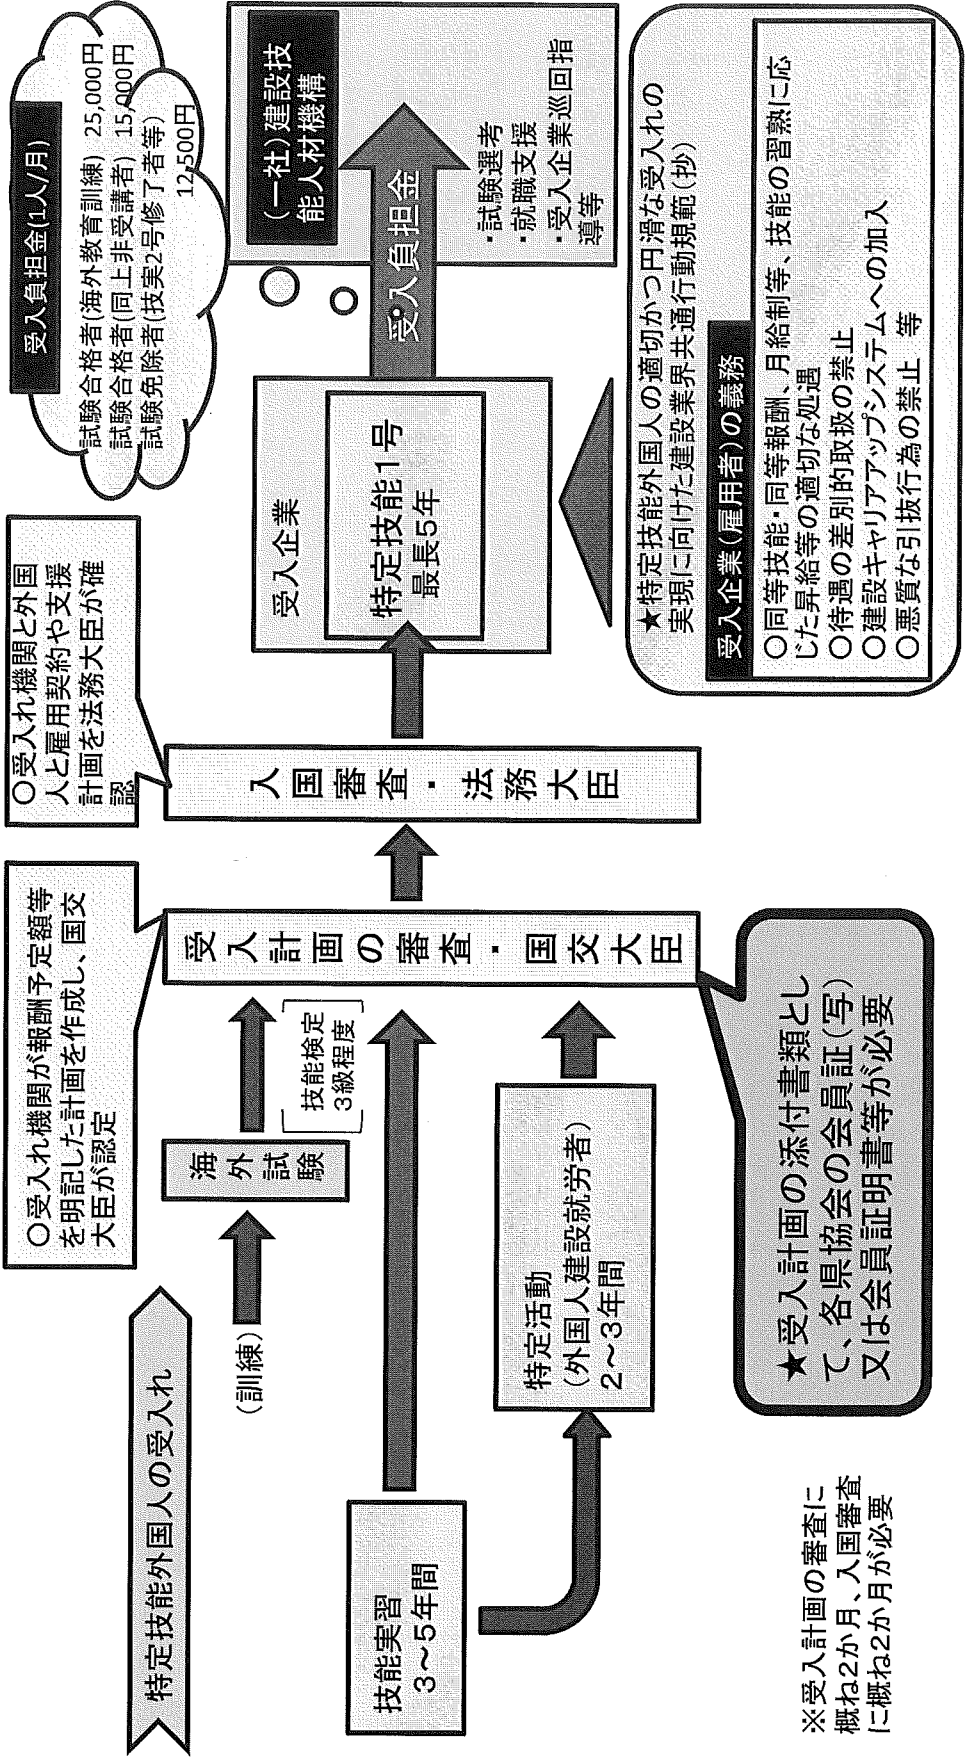 特定技能外国人の受入れ
○受入れ機関が報酬予定額等
を明記した計画を作成し、国交
大臣が認定
○受入れ機関と外国
人と雇用契約や支援
計画を法務大臣が確
認
受入負担金(1人/月)
試験合格者(海外教育訓練) 25,000円
試験合格者(同上非受講者) 15,000円
試験免除者(技実2号修了者等)
12,500円
(訓練)
海外試験
技能検定
3級程度
技能実習
3～5年間
特定活動
(外国人建設就労者)
2～3年間
受入計画の審査・国交大臣
入国審査・法務大臣
受入企業
特定技能1号
最長5年
受入負担金
(一社)建設技
能人材機構
・試験選考
・就職支援
・受入企業巡回指
導等
※受入計画の審査に
概ね2か月、入国審査
に概ね2か月が必要
★受入計画の添付書類とし
て、各県協会の会員証(写)
又は会員証明書等が必要
★特定技能外国人の適切かつ円滑な受入れの
実現に向けた建設業界共通行動規範(抄)
受入企業(雇用者)の義務
○同等技能・同等報酬、月給制等、技能の習熟に応
じた昇給等の適切な処遇
○待遇の差別的取扱の禁止
○建設キャリアアップシステムへの加入
○悪質な引抜行為の禁止 等